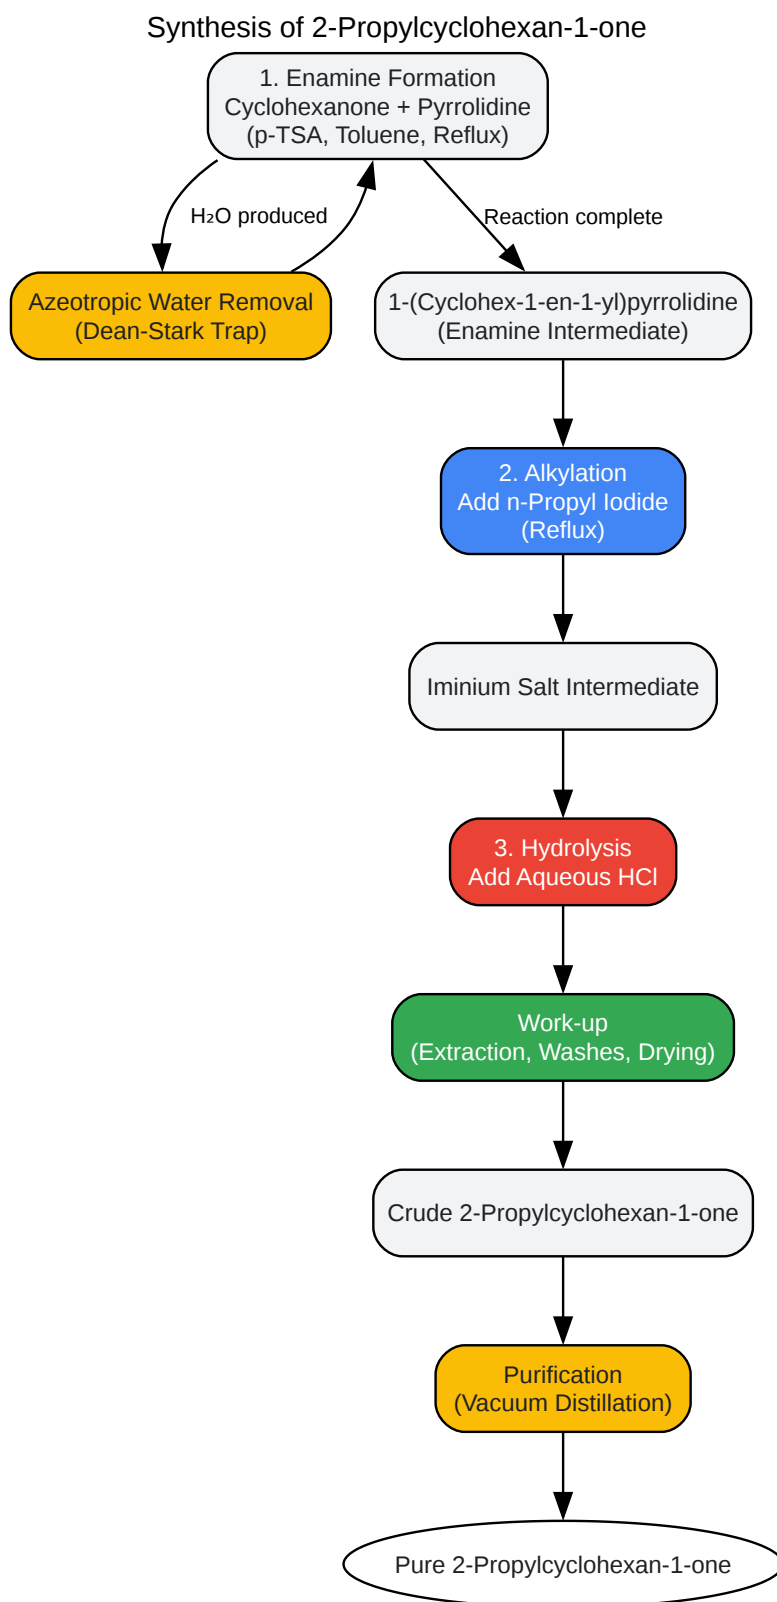 Synthesis of 2-Propylcyclohexan-1-one
1. Enamine Formation
Cyclohexanone + Pyrrolidine
(p-TSA, Toluene, Reflux)
H₂O produced
Reaction complete
Azeotropic Water Removal
(Dean-Stark Trap)
1-(Cyclohex-1-en-1-yl)pyrrolidine
(Enamine Intermediate)
2. Alkylation
Add n-Propyl Iodide
(Reflux)
Iminium Salt Intermediate
3. Hydrolysis
Add Aqueous HCl
Work-up
(Extraction, Washes, Drying)
Crude 2-Propylcyclohexan-1-one
Purification
(Vacuum Distillation)
Pure 2-Propylcyclohexan-1-one